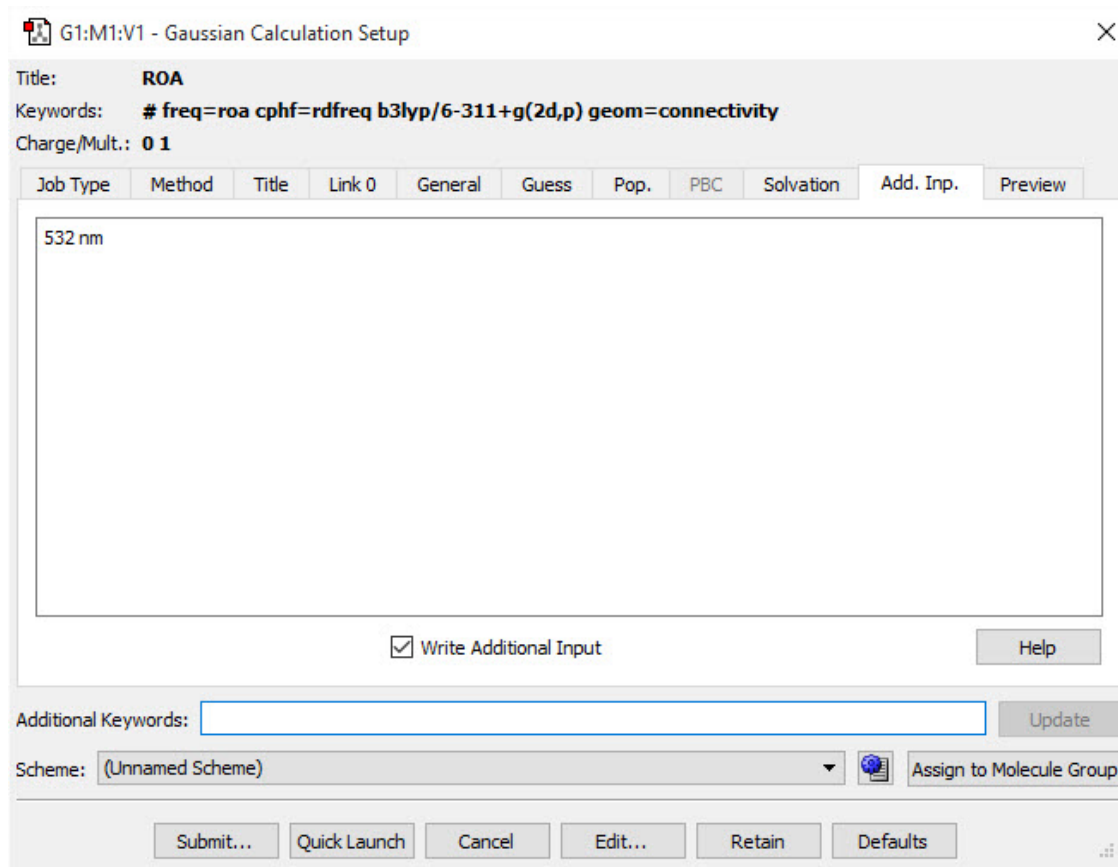 G1:M1:V1 - Gaussian Calculation Setup
Title: ROA
Keywords: # freq=roa cphf=rdfreq b3lyp/6-311+g(2d,p) geom=connectivity
Charge/Mult.: 0 1
Job Type Method Title Link 0 General Guess Pop. PBC Solvation Add. Inp. Preview
532 nm
Write Additional Input Help
Additional Keywords: Update
Scheme: (Unnamed Scheme) Assign to Molecule Group
Submit... Quick Launch Cancel Edit... Retain Defaults